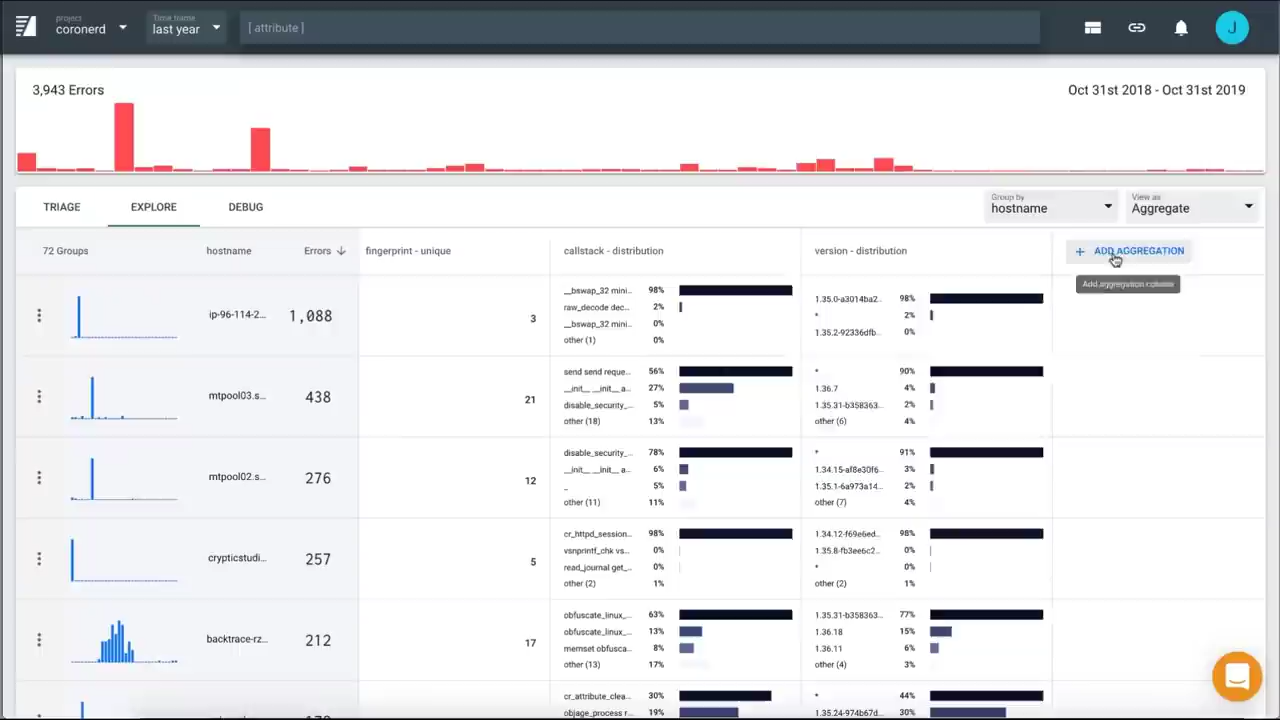 project
coronerd
Time frame
last year
[ attribute ]
J
3,943 Errors
Oct 31st 2018 - Oct 31st 2019
TRIAGE
EXPLORE
DEBUG
Group by
hostname
View as
Aggregate
72 Groups
hostname
Errors
fingerprint - unique
callstack - distribution
version - distribution
+ ADD AGGREGATION
Add aggregation column
ip-96-114-2...
1,088
3
__bswap_32 mini... 98%
raw_decode dec... 2%
__bswap_32 mini... 0%
other (1) 0%
1.35.0-a3014ba2... 98%
* 2%
1.35.2-92336dfb... 0%
mtpool03.s...
438
21
send send reque... 56%
__init__ __init__ a... 27%
disable_security_... 5%
other (18) 13%
* 90%
1.36.7 4%
1.35.31-b358363... 2%
other (6) 4%
mtpool02.s...
276
12
disable_security_... 78%
__init__ __init__ a... 6%
_ 5%
other (11) 11%
* 91%
1.34.15-af8e30f6... 3%
1.35.1-6a973a14... 2%
other (7) 4%
crypticstudi...
257
5
cr_httpd_session... 98%
vsnprintf_chk vs... 0%
read_journal get_... 0%
other (2) 1%
1.34.12-f69e6ed... 98%
1.35.8-fb3ee6c2... 0%
* 0%
other (2) 1%
backtrace-rz...
212
17
obfuscate_linux_... 63%
obfuscate_linux_... 13%
memset obfusca... 8%
other (13) 17%
1.35.31-b358363... 77%
1.36.18 15%
1.36.11 6%
other (4) 3%
cr_attribute_clea... 30%
objage_process r... 19%
* 44%
1.35.24-974b67d... 30%